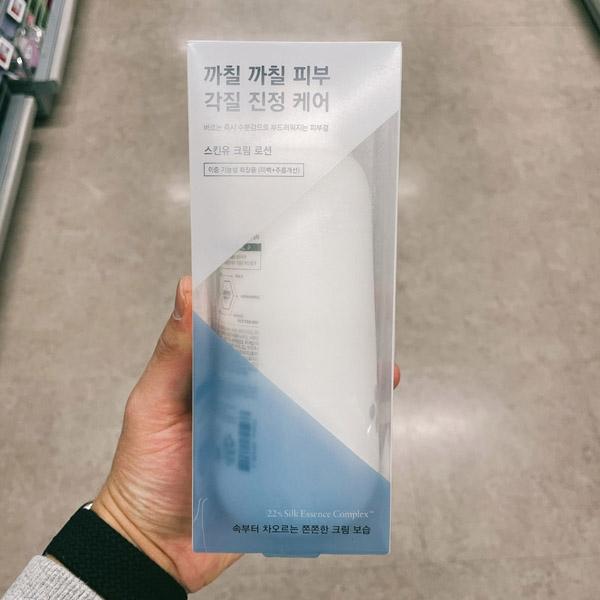 까칠 까칠 피부
각질 진정 케어
바르는 즉시 수분감으로 부드러워지는 피부결
스킨유 크림 로션
이중 기능성 화장품 (미백+주름개선)
22% Silk Essence Complex™
속부터 차오르는 쫀쫀한 크림 보습